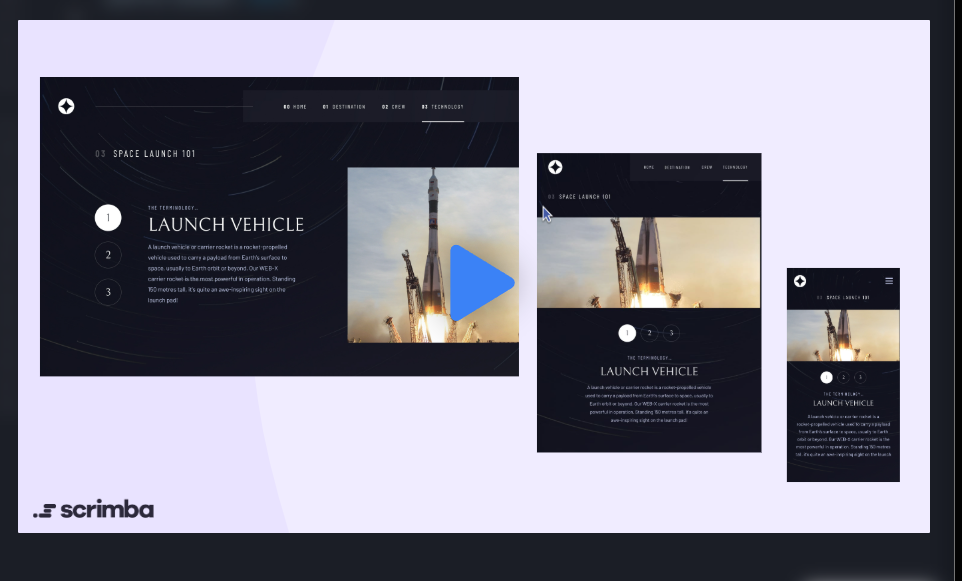 00 HOME 01 DESTINATION 02 CREW 03 TECHNOLOGY
03 SPACE LAUNCH 101
1
2
3
THE TERMINOLOGY...
LAUNCH VEHICLE
A launch vehicle or carrier rocket is a rocket-propelled
vehicle used to carry a payload from Earth's surface to
space, usually to Earth orbit or beyond. Our WEB-X
carrier rocket is the most powerful in operation. Standing
150 metres tall, it's quite an awe-inspiring sight on the
launch pad!
HOME DESTINATION CREW TECHNOLOGY
03 SPACE LAUNCH 101
1 2 3
THE TERMINOLOGY...
LAUNCH VEHICLE
A launch vehicle or carrier rocket is a rocket-propelled
vehicle used to carry a payload from Earth's surface to space, usually to
Earth orbit or beyond. Our WEB-X carrier rocket is the most
powerful in operation. Standing 150 metres tall, it's quite an
awe-inspiring sight on the launch pad!
03 SPACE LAUNCH 101
1 2 3
THE TERMINOLOGY...
LAUNCH VEHICLE
A launch vehicle or carrier rocket is a
rocket-propelled vehicle used to carry a payload
from Earth's surface to space, usually to Earth
orbit or beyond. Our WEB-X carrier rocket is the
most powerful in operation. Standing 150 metres
tall, it's quite an awe-inspiring sight on the launch
scrimba